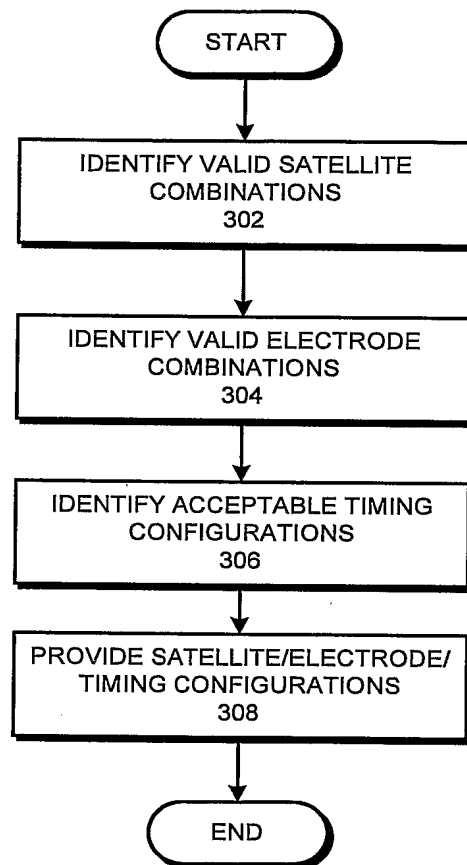 START
IDENTIFY VALID SATELLITE
COMBINATIONS
302
IDENTIFY VALID ELECTRODE
COMBINATIONS
304
IDENTIFY ACCEPTABLE TIMING
CONFIGURATIONS
306
PROVIDE SATELLITE/ELECTRODE/
TIMING CONFIGURATIONS
308
END